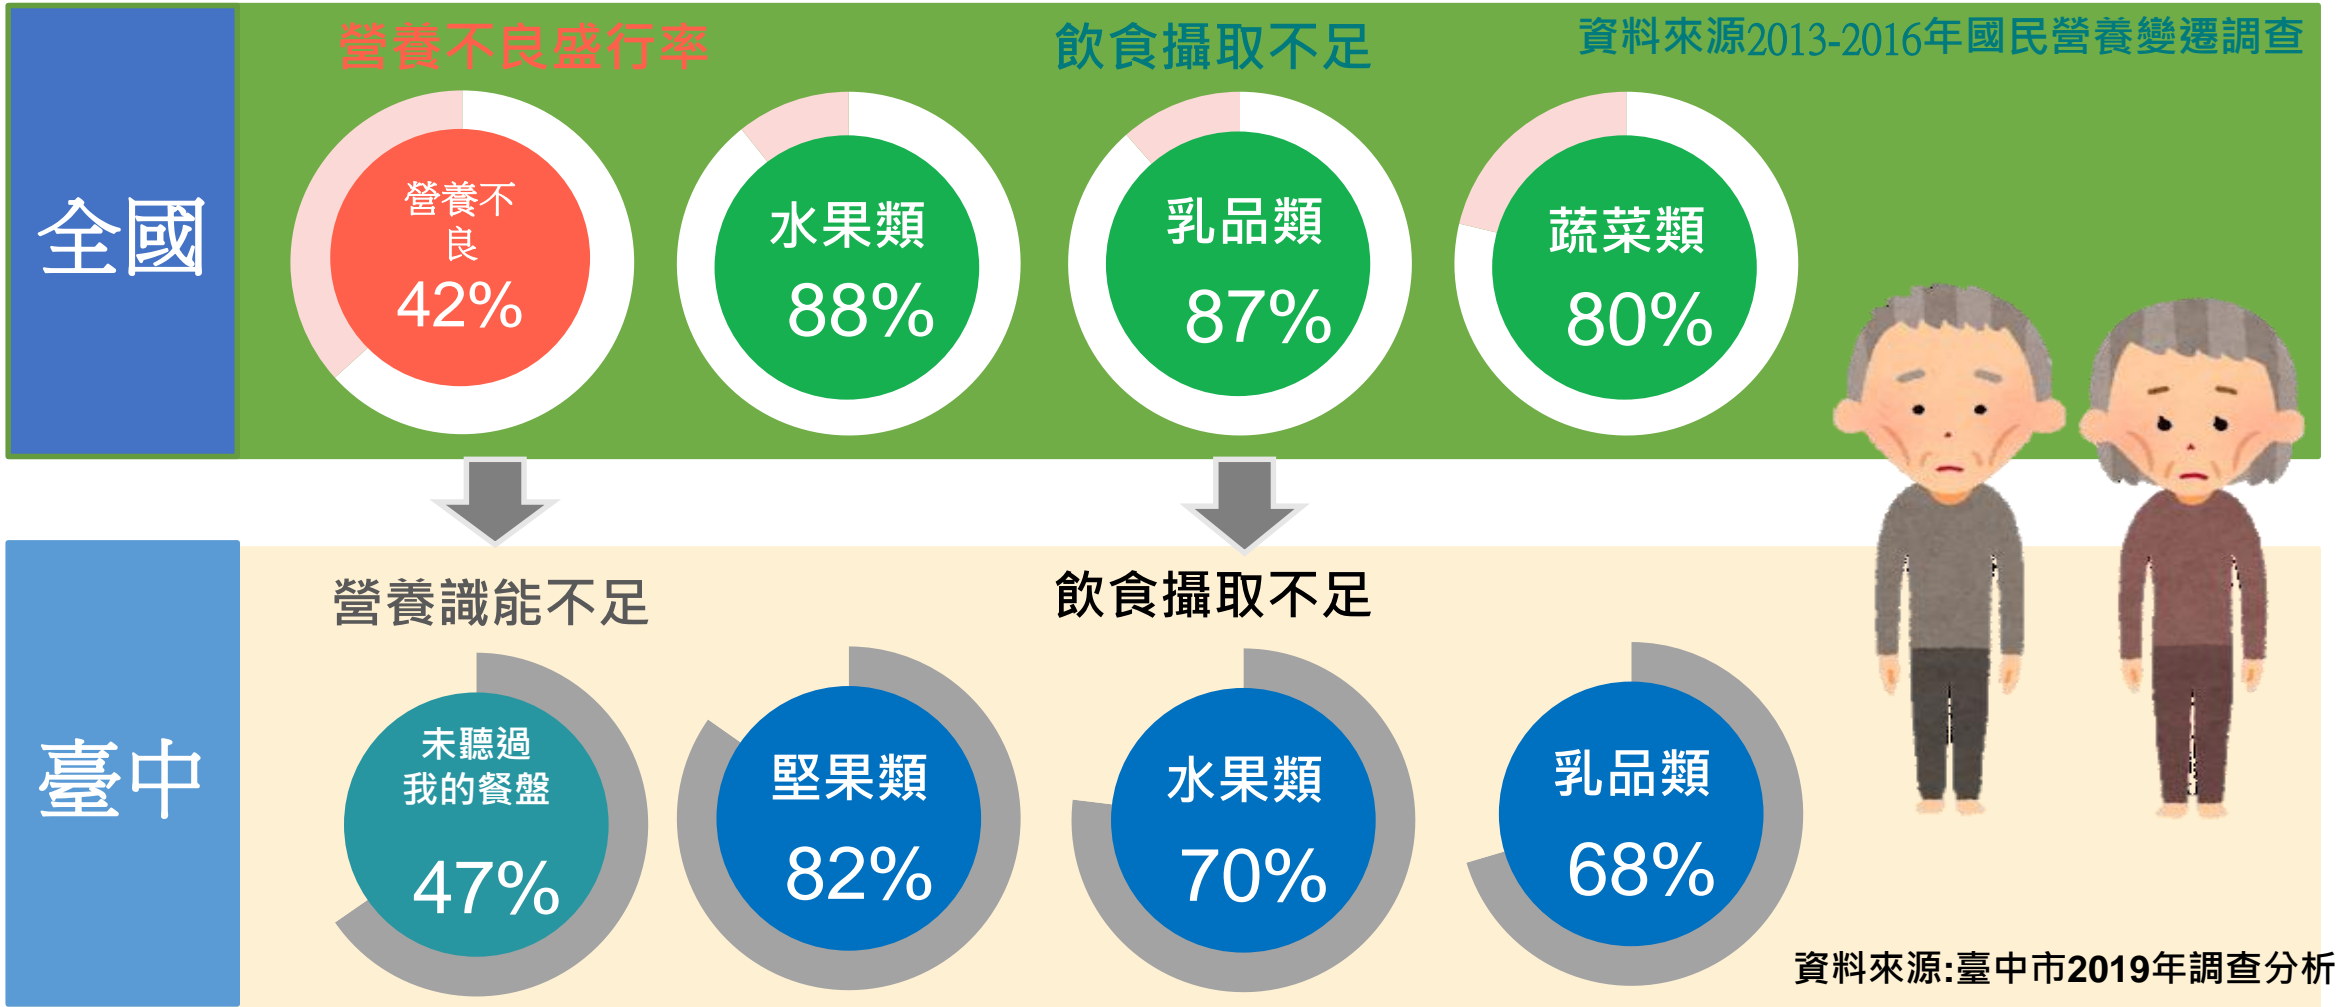 全國
營養不良盛行率
飲食攝取不足
資料來源2013-2016年國民營養變遷調查
營養不
良
42%
水果類
88%
乳品類
87%
蔬菜類
80%
臺中
營養識能不足
飲食攝取不足
未聽過
我的餐盤
47%
堅果類
82%
水果類
70%
乳品類
68%
資料來源:臺中市2019年調查分析